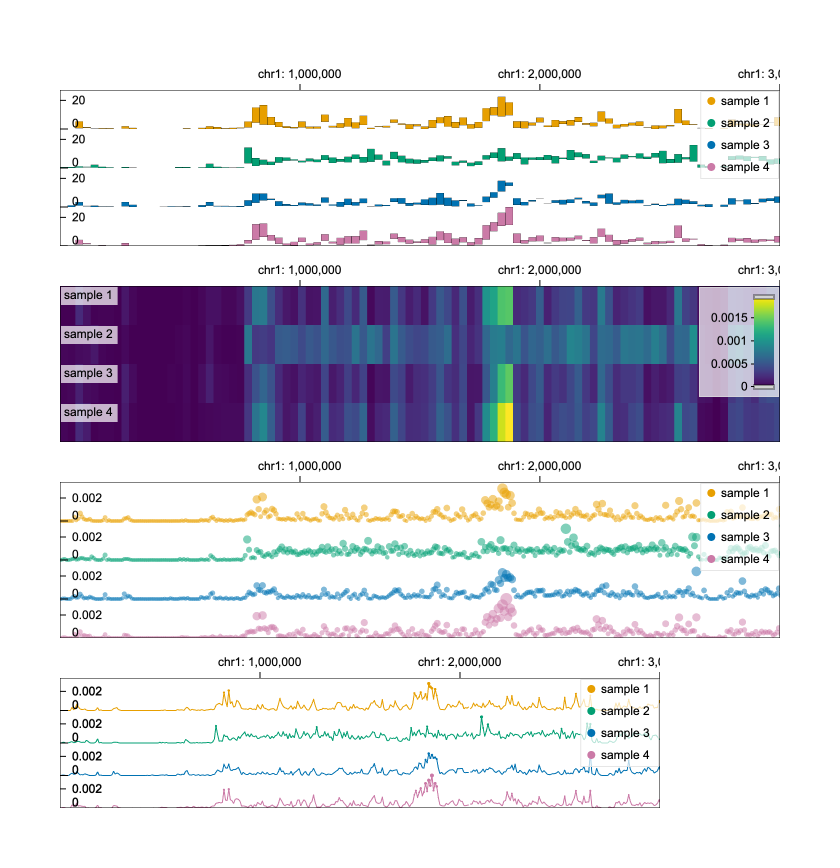 chr1: 1,000,000 chr1: 2,000,000 chr1: 3,0
20 sample 1
0 sample 2
20 sample 3
0 sample 4
20
0
20
0
chr1: 1,000,000 chr1: 2,000,000 chr1: 3,0
sample 1
sample 2
sample 3
sample 4
0.0015
0.001
0.0005
0
chr1: 1,000,000 chr1: 2,000,000 chr1: 3,0
0.002 sample 1
0 sample 2
0.002 sample 3
0 sample 4
0.002
0
0.002
0
chr1: 1,000,000 chr1: 2,000,000 chr1: 3,0
0.002 sample 1
0 sample 2
0.002 sample 3
0 sample 4
0.002
0
0.002
0